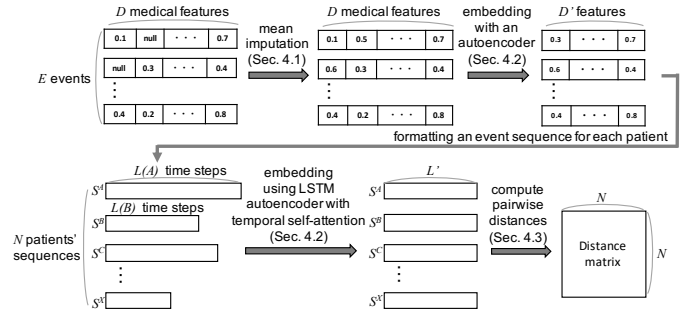 D medical features
mean
imputation
(Sec. 4.1)
D medical features
embedding
with an
autoencoder
(Sec. 4.2)
D' features
E events
0.1 null · · · 0.7
null 0.3 · · · 0.4
0.4 0.2 · · · 0.8
0.1 0.5 · · · 0.7
0.6 0.3 · · · 0.4
0.4 0.2 · · · 0.8
0.3 · · · 0.7
0.6 · · · 0.4
0.4 · · · 0.8
formatting an event sequence for each patient
L(A) time steps
S^A
L(B) time steps
S^B
S^C
S^X
N patients'
sequences
embedding
using LSTM
autoencoder with
temporal self-attention
(Sec. 4.2)
L'
S^A
S^B
S^C
S^X
compute
pairwise
distances
(Sec. 4.3)
N
Distance
matrix
N